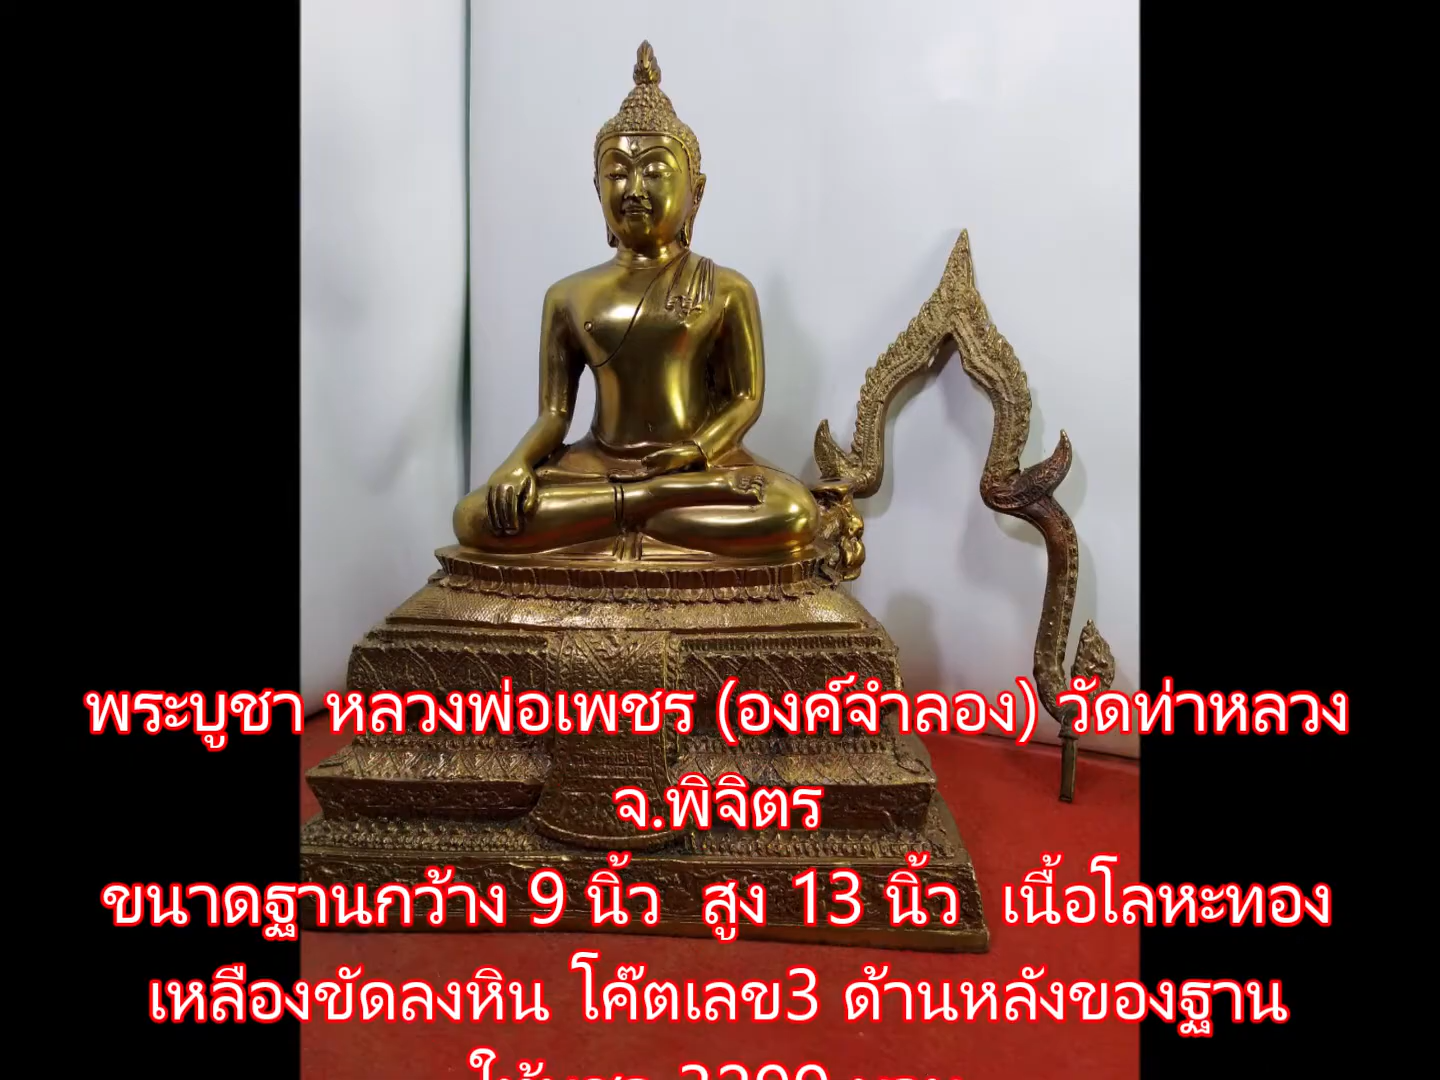 พระบูชา หลวงพ่อเพชร (องค์จำลอง) วัดท่าหลวง
จ.พิจิตร
ขนาดฐานกว้าง 9 นิ้ว  สูง 13 นิ้ว  เนื้อโลหะทอง
เหลืองขัดลงหิน โค๊ตเลข3 ด้านหลังของฐาน